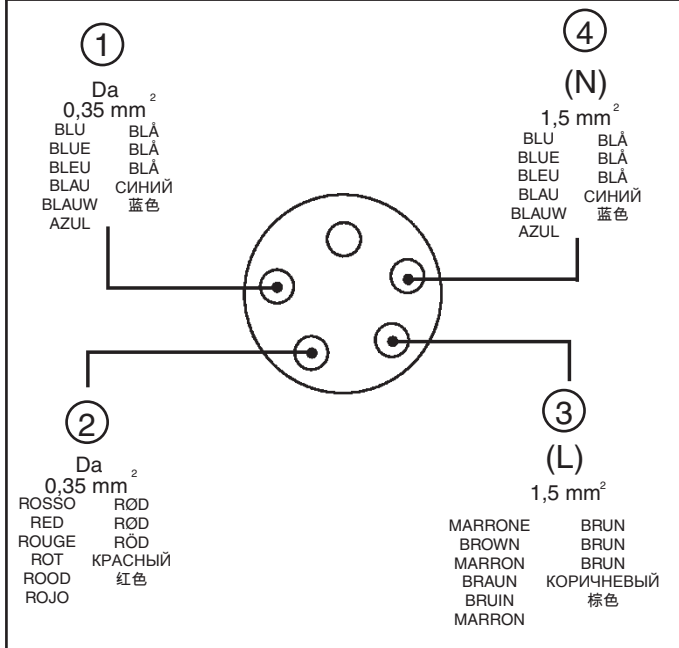 1
Da
0,35 mm²
BLU BLÅ
BLUE BLÅ
BLEU BLÅ
BLAU СИНИЙ
BLAUW 蓝色
AZUL
4
(N)
1,5 mm²
BLU BLÅ
BLUE BLÅ
BLEU BLÅ
BLAU СИНИЙ
BLAUW 蓝色
AZUL
2
Da
0,35 mm²
ROSSO RØD
RED RØD
ROUGE RÖD
ROT КРАСНЫЙ
ROOD 红色
ROJO
3
(L)
1,5 mm²
MARRONE BRUN
BROWN BRUN
MARRON BRUN
BRAUN КОРИЧНЕВЫЙ
BRUIN 棕色
MARRON